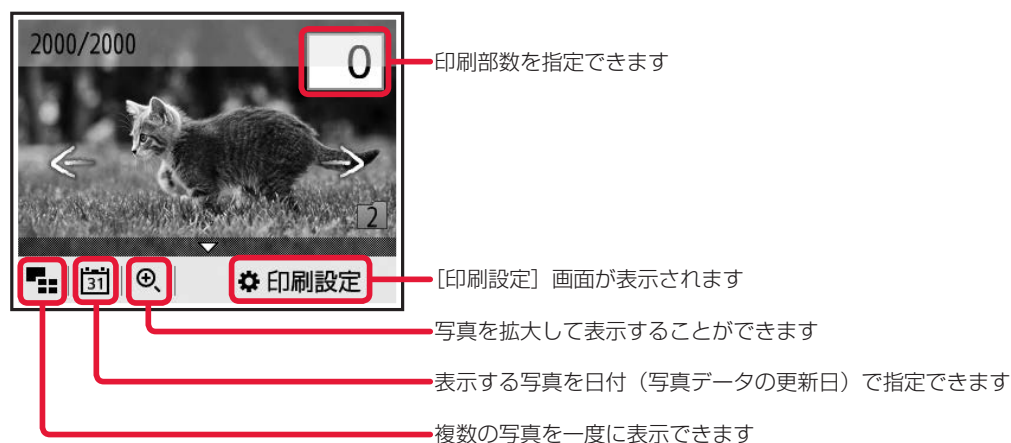 2000/2000
0
印刷部数を指定できます
2
31
印刷設定
［印刷設定］画面が表示されます
写真を拡大して表示することができます
表示する写真を日付（写真データの更新日）で指定できます
複数の写真を一度に表示できます